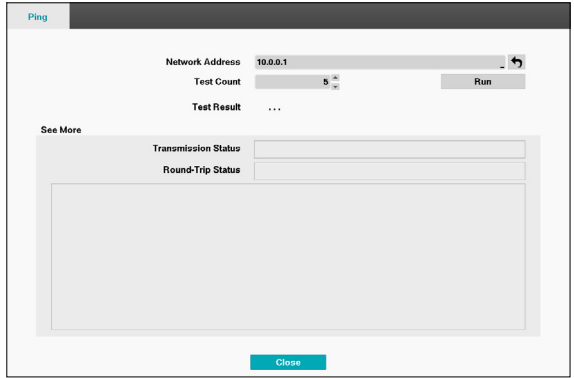 Ping
Network Address 10.0.0.1 _
Test Count 5 Run
Test Result ...
See More
Transmission Status
Round-Trip Status
Close